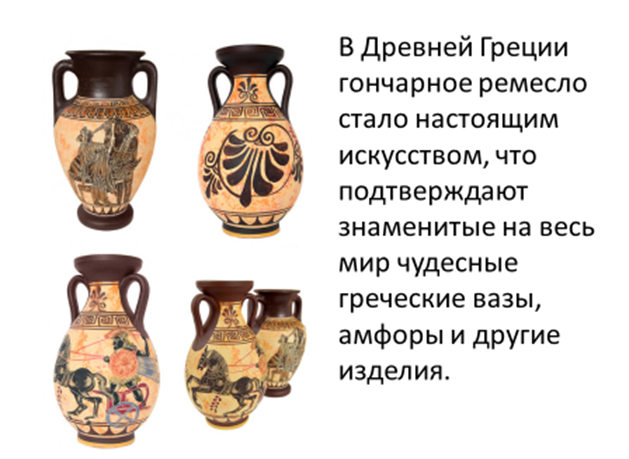 В Древней Греции
гончарное ремесло
стало настоящим
искусством, что
подтверждают
знаменитые на весь
мир чудесные
греческие вазы,
амфоры и другие
изделия.